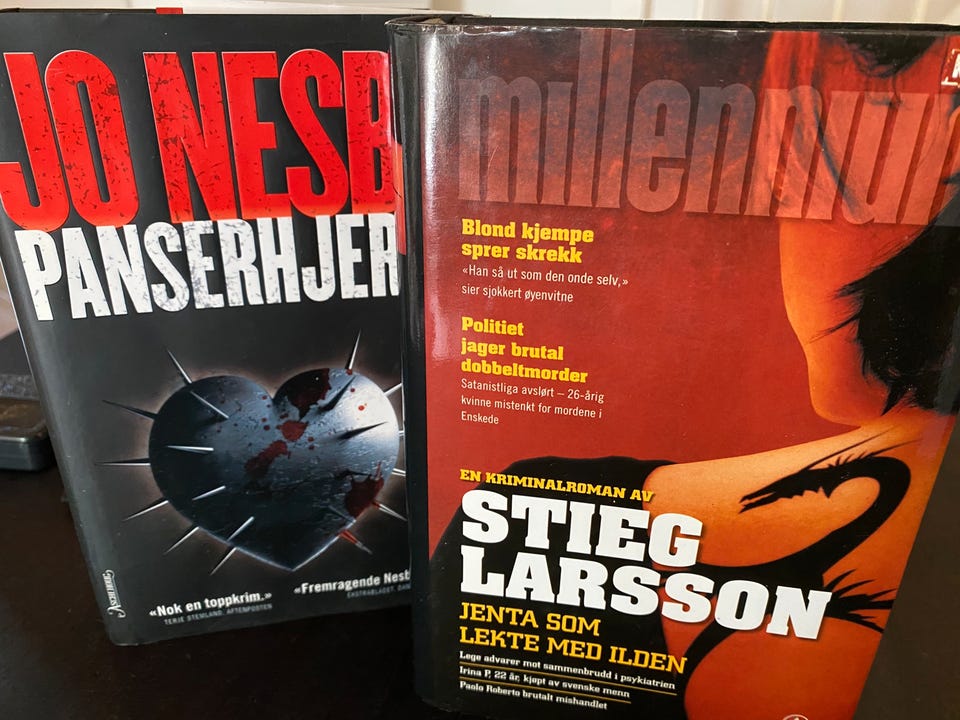 JO NESB
PANSERHJER
«Nok en toppkrim.»
TERJE STEMLAND, AFTENPOSTEN
«Fremragende Nesb
EKSTRABLADET, DAN
ASCHEHOUG
millennium
Blond kjempe
sprer skrekk
«Han så ut som den onde selv,»
sier sjokkert øyenvitne
Politiet
jager brutal
dobbeltmorder
Satanistliga avslørt – 26-årig
kvinne mistenkt for mordene i
Enskede
EN KRIMINALROMAN AV
STIEG
LARSSON
JENTA SOM
LEKTE MED ILDEN
Lege advarer mot sammenbrudd i psykiatrien
Irina P, 22 år, kjøpt av svenske menn
Paolo Roberto brutalt mishandlet